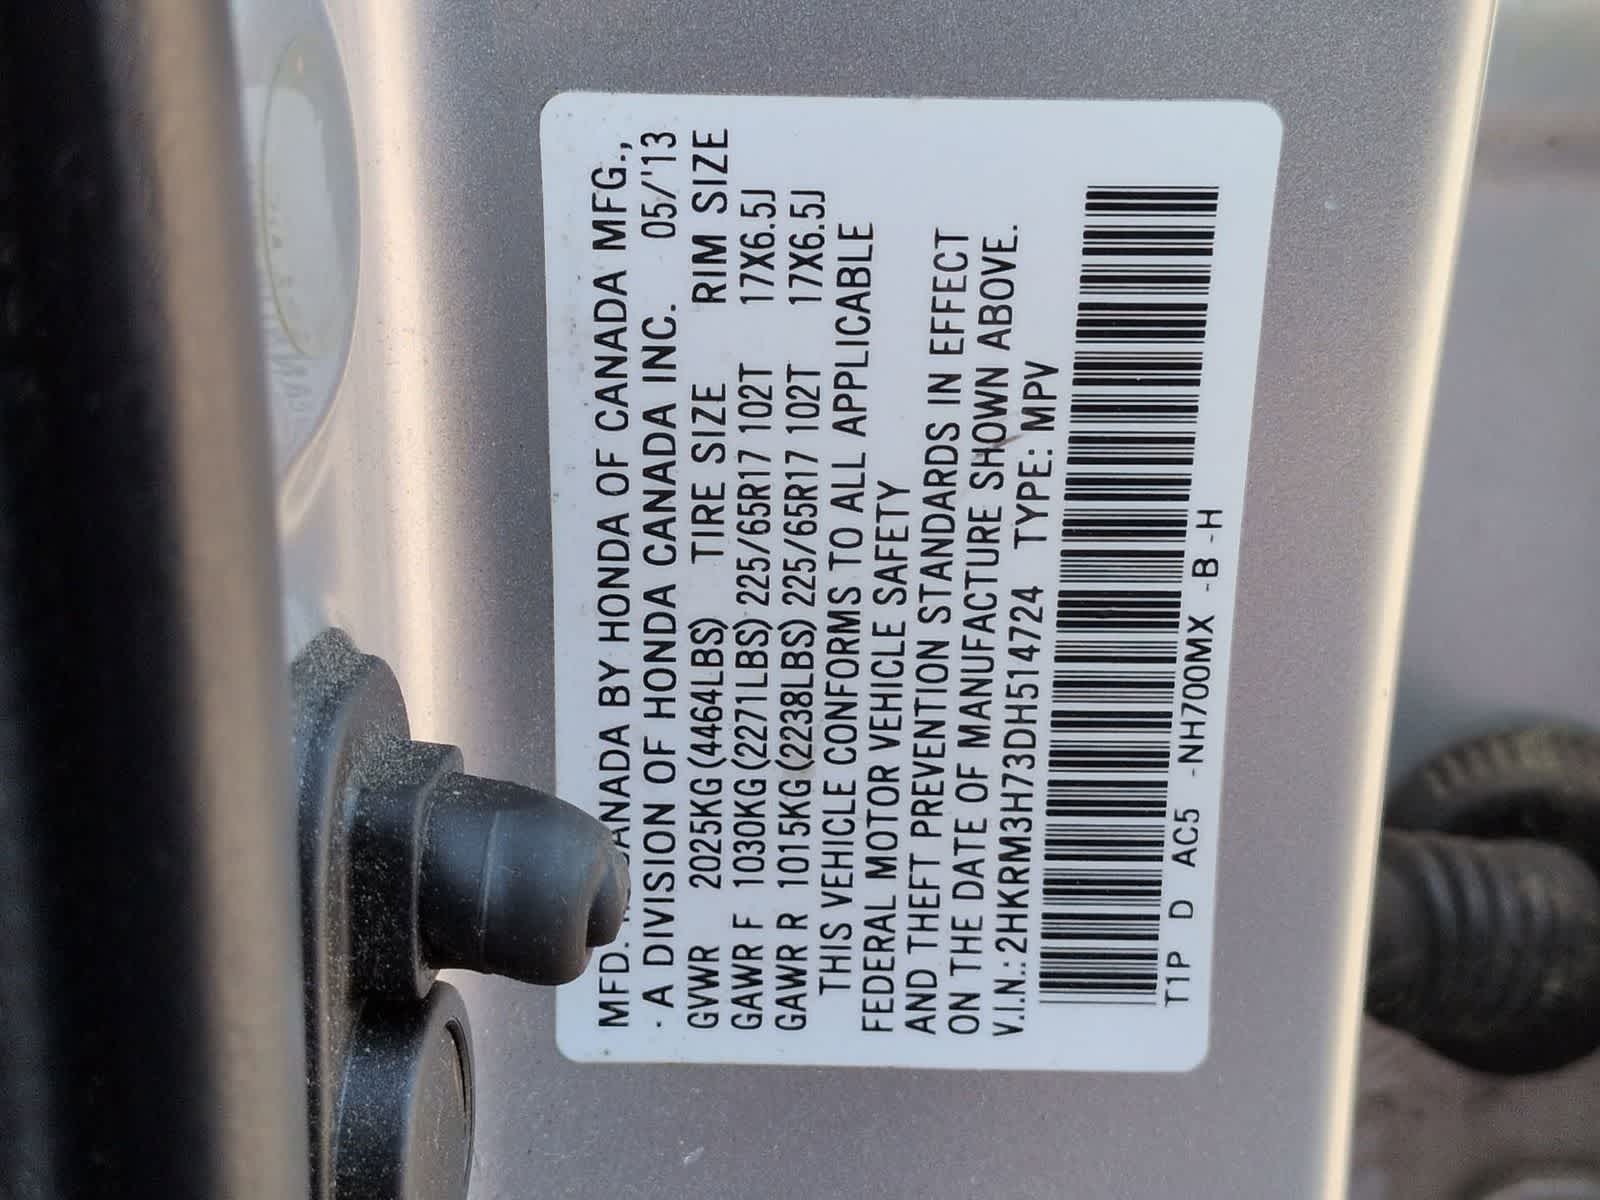 MFD. CANADA BY HONDA OF CANADA MFG.,
A DIVISION OF HONDA CANADA INC. 05/'13
GVWR 2025KG (4464LBS) TIRE SIZE RIM SIZE
GAWR F 1030KG (2271LBS) 225/65R17 102T 17X6.5J
GAWR R 1015KG (2238LBS) 225/65R17 102T 17X6.5J
THIS VEHICLE CONFORMS TO ALL APPLICABLE
FEDERAL MOTOR VEHICLE SAFETY
AND THEFT PREVENTION STANDARDS IN EFFECT
ON THE DATE OF MANUFACTURE SHOWN ABOVE.
V.I.N.:2HKRM3H73DH514724 TYPE: MPV
T1P D AC5 -NH700MX -B -H